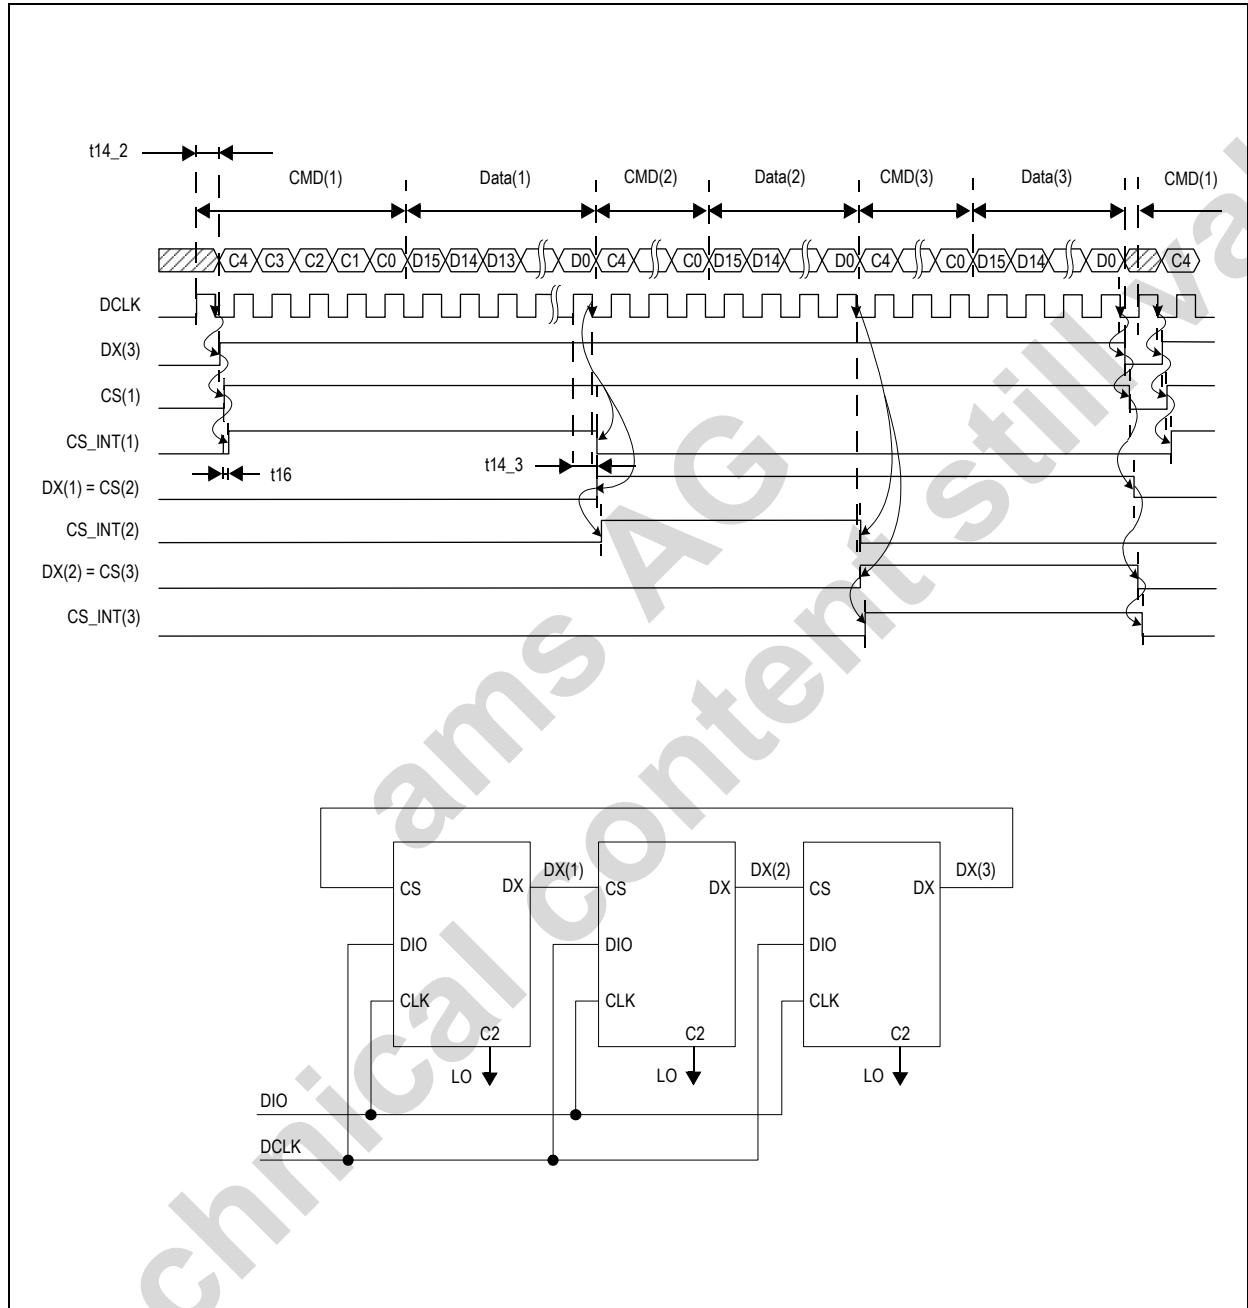 t14_2
CMD(1) Data(1) CMD(2) Data(2) CMD(3) Data(3) CMD(1)
C4 C3 C2 C1 C0 D15 D14 D13 D0 C4 C0 D15 D14 D0 C4 C0 D15 D14 D0 C4
DCLK
DX(3)
CS(1)
CS_INT(1)
t16 t14_3
DX(1) = CS(2)
CS_INT(2)
DX(2) = CS(3)
CS_INT(3)
CS DX DX(1) CS DX DX(2) CS DX DX(3)
DIO DIO DIO
CLK CLK CLK
C2 C2 C2
LO LO LO
DIO
DCLK
ams AG
chnical content still val